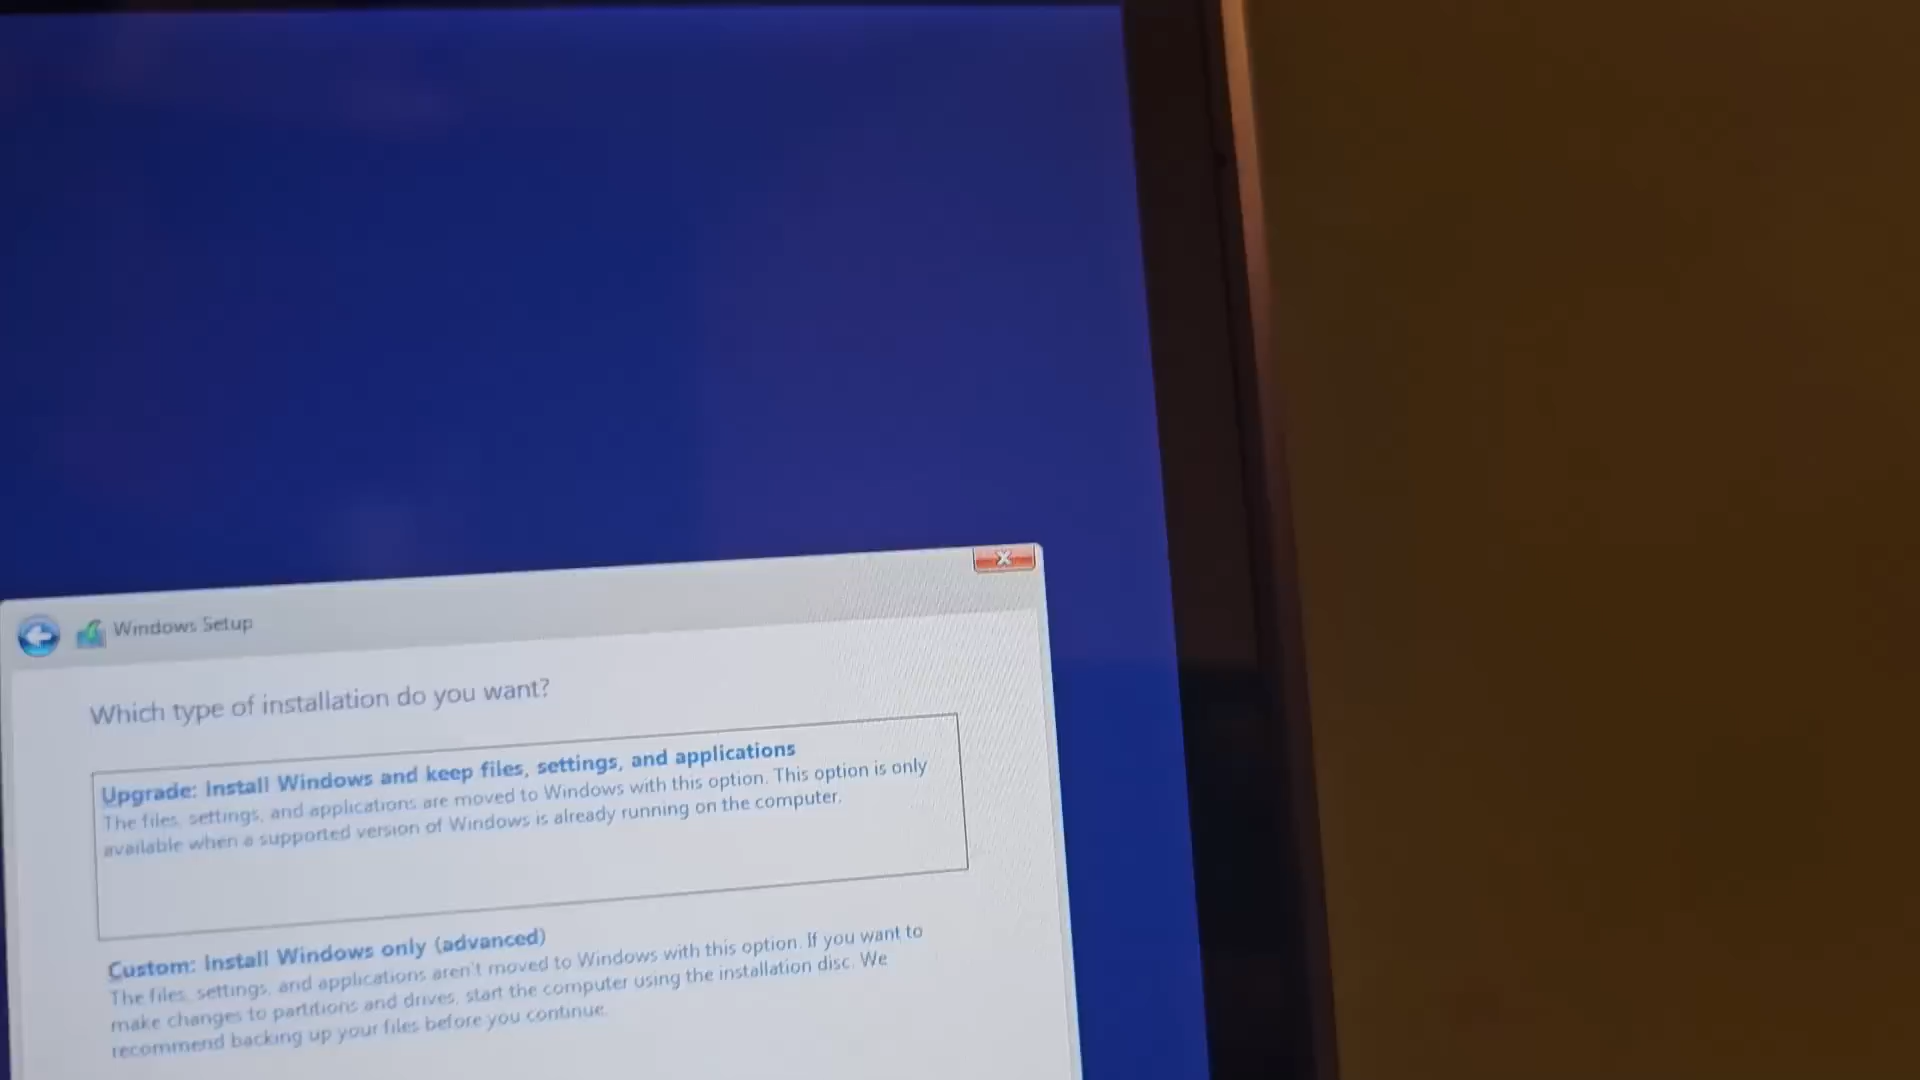 Windows Setup
Which type of installation do you want?
Upgrade: Install Windows and keep files, settings, and applications
The files, settings, and applications are moved to Windows with this option. This option is only
available when a supported version of Windows is already running on the computer.
Custom: Install Windows only (advanced)
The files, settings, and applications aren't moved to Windows with this option. If you want to
make changes to partitions and drives, start the computer using the installation disc. We
recommend backing up your files before you continue.